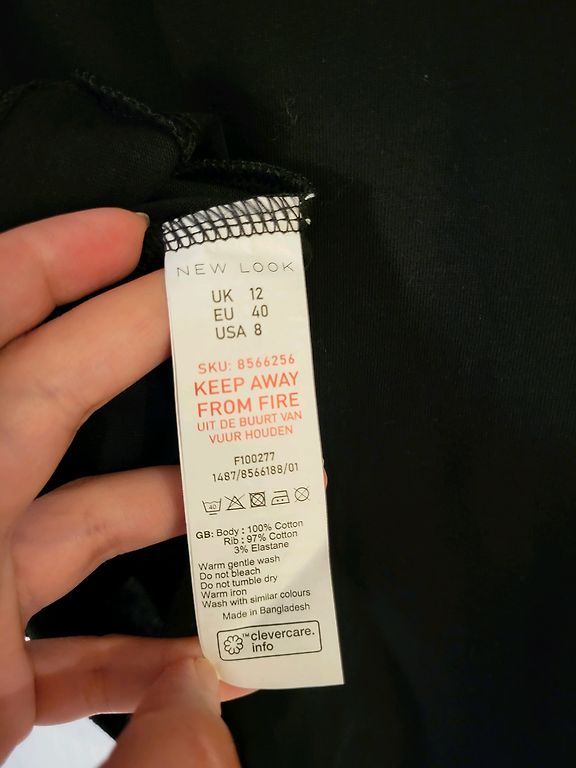 NEW LOOK
UK 12
EU 40
USA 8
SKU: 8566256
KEEP AWAY
FROM FIRE
UIT DE BUURT VAN
VUUR HOUDEN
F100277
1487/8566188/01
40
GB: Body : 100% Cotton
Rib : 97% Cotton
3% Elastane
Warm gentle wash
Do not bleach
Do not tumble dry
Warm iron
Wash with similar colours
Made in Bangladesh
™ clevercare.
info